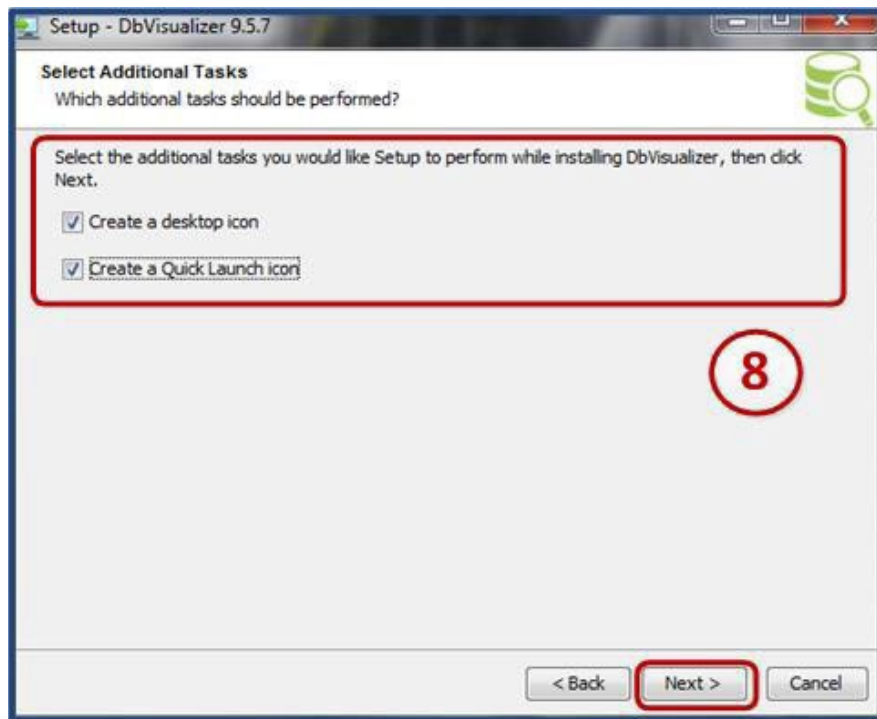 Setup - DbVisualizer 9.5.7
Select Additional Tasks
Which additional tasks should be performed?
Select the additional tasks you would like Setup to perform while installing DbVisualizer, then click
Next.
Create a desktop icon
Create a Quick Launch icon
8
< Back Next > Cancel